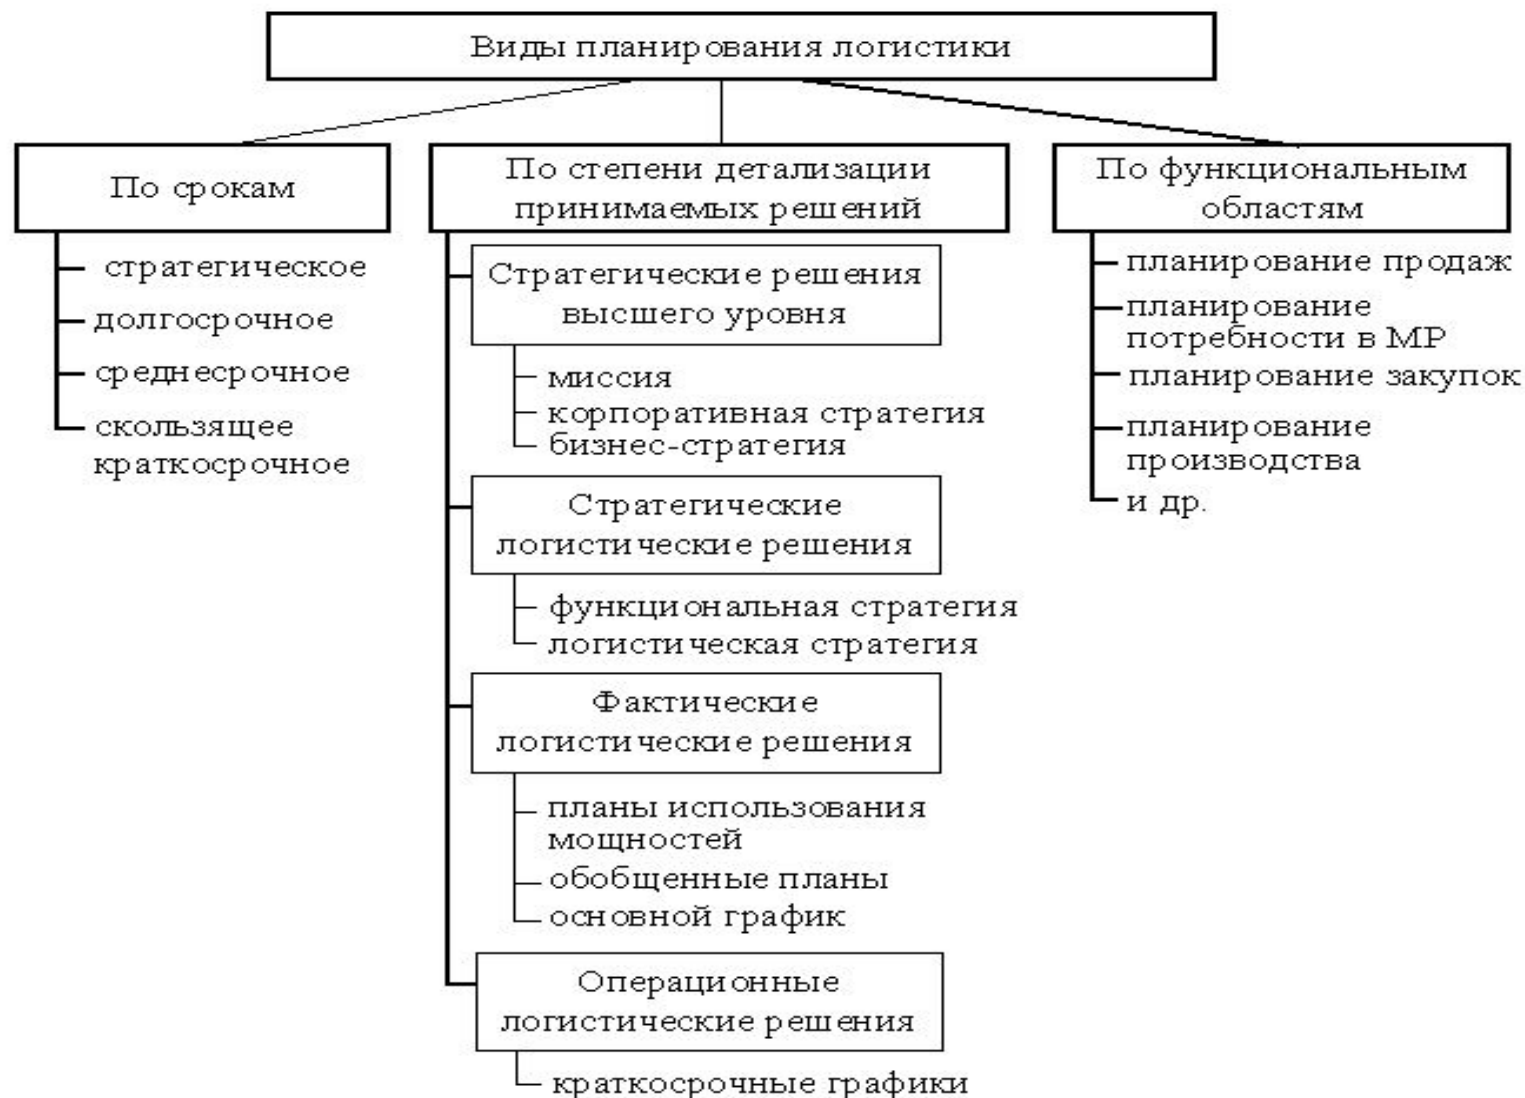 Виды планирования логистики
По срокам
стратегическое
долгосрочное
среднесрочное
скользящее
краткосрочное
По степени детализации
принимаемых решений
Стратегические решения
высшего уровня
миссия
корпоративная стратегия
бизнес-стратегия
Стратегические
логистические решения
функциональная стратегия
логистическая стратегия
Фактические
логистические решения
планы использования
мощностей
обобщенные планы
основной график
Операционные
логистические решения
краткосрочные графики
По функциональным
областям
планирование продаж
планирование
потребности в МР
планирование закупок
планирование
производства
и др.